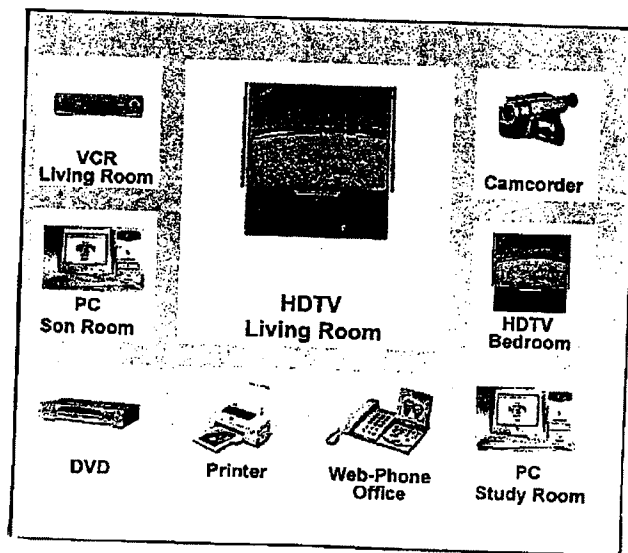 VCR
Living Room
Camcorder
PC
Son Room
HDTV
Living Room
HDTV
Bedroom
DVD
Printer
Web-Phone
Office
PC
Study Room